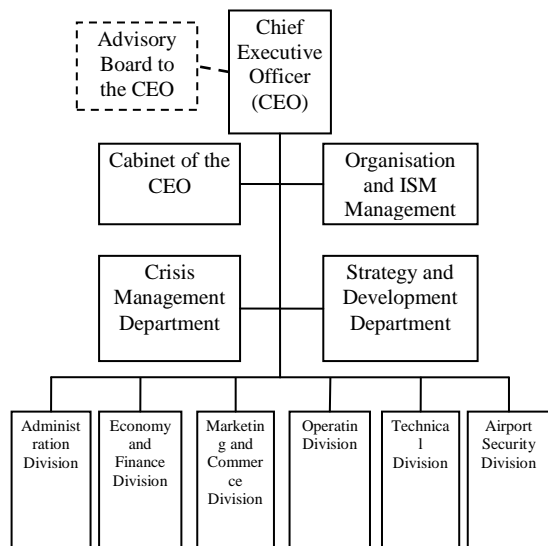 Advisory
Board to
the CEO
Chief
Executive
Officer
(CEO)
Cabinet of the
CEO
Organisation
and ISM
Management
Crisis
Management
Department
Strategy and
Development
Department
Administ
ration
Division
Economy
and
Finance
Division
Marketin
g and
Commer
ce
Division
Operatin
Division
Technica
l
Division
Airport
Security
Division